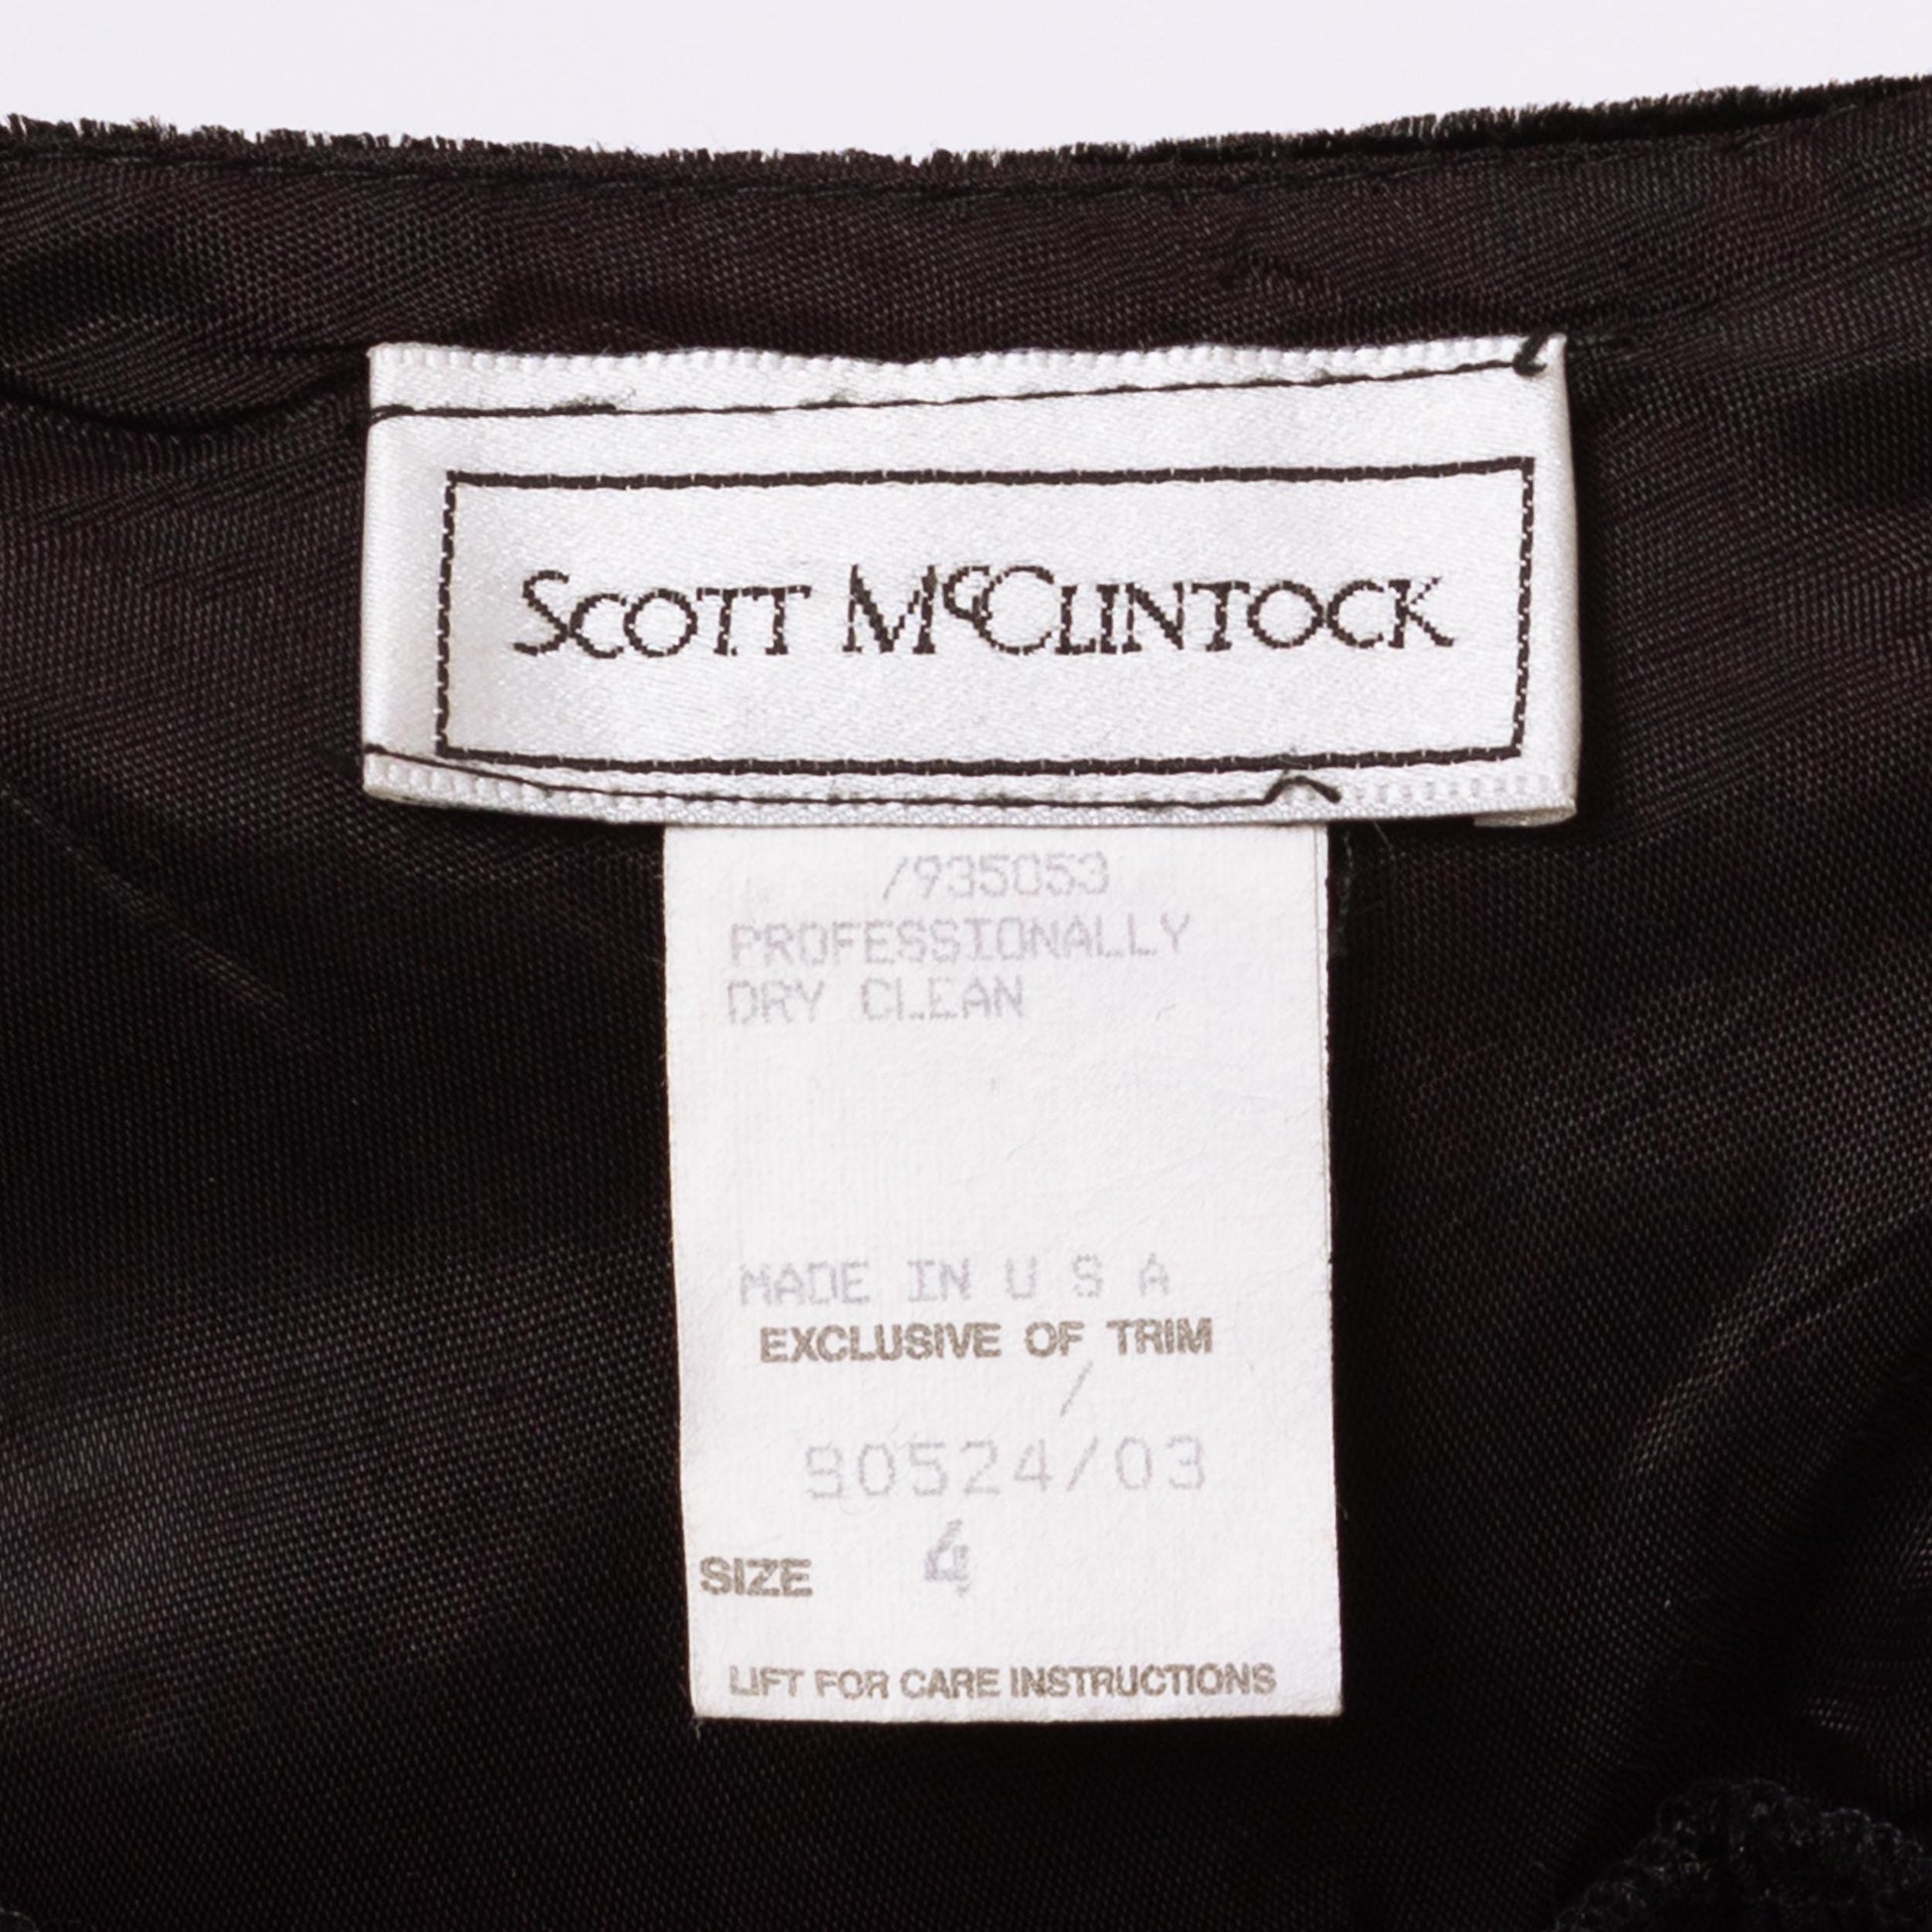 SCOTT McCLINTOCK
/935053
PROFESSIONALLY
DRY CLEAN
MADE IN U S A
EXCLUSIVE OF TRIM
/
90524/03
SIZE 4
LIFT FOR CARE INSTRUCTIONS